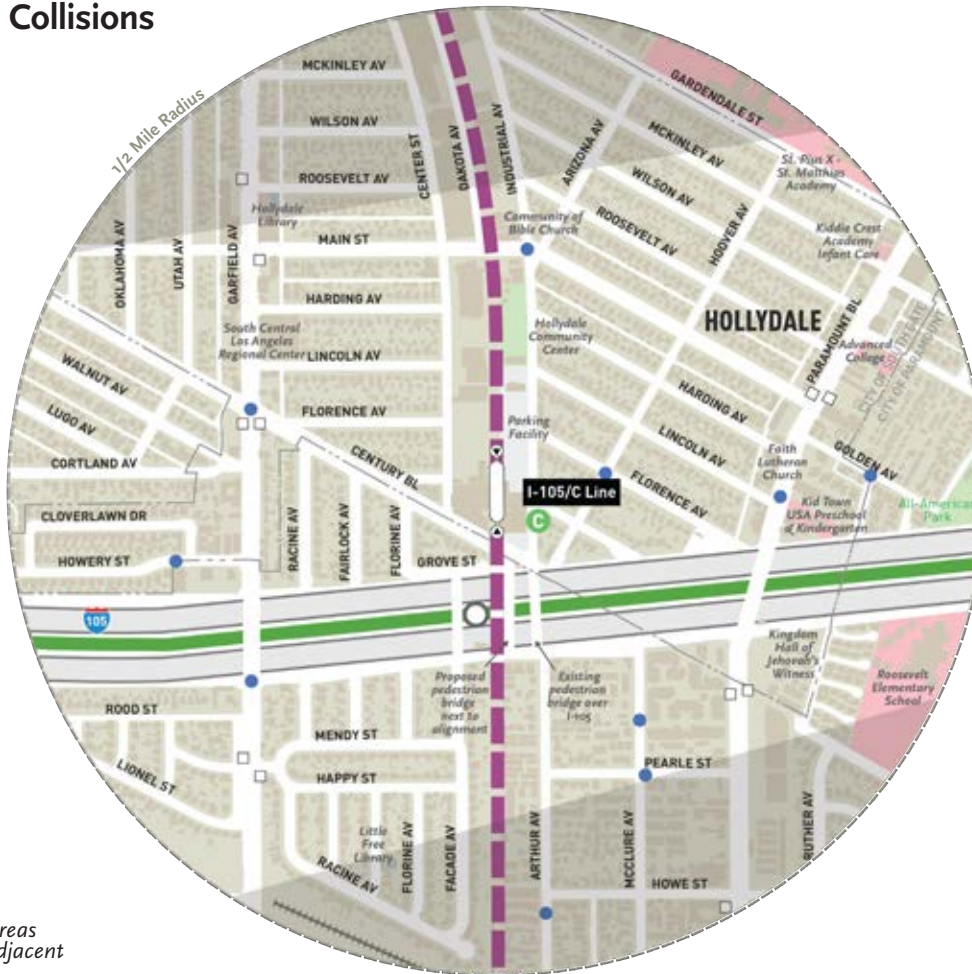 Collisions
1/2 Mile Radius
MCKINLEY AV
WILSON AV
ROOSEVELT AV
Hollydale
Library
MAIN ST
OKLAHOMA AV
UTAH AV
GARFIELD AV
CENTER ST
DAKOTA AV
INDUSTRIAL AV
ARIZONA AV
GARDENDALE ST
MCKINLEY AV
WILSON AV
ROOSEVELT AV
HOOVER AV
St. Pius X -
St. Matthias
Academy
Community of
Bible Church
Kiddie Crest
Academy
Infant Care
HARDING AV
South Central
Los Angeles
Regional Center
LINCOLN AV
FLORENCE AV
Hollydale
Community
Center
HOLLYDALE
PARAMOUNT BL
Advanced
College
CITY OF SOUTH GATE
CITY OF PARAMOUNT
WALNUT AV
LUGO AV
CORTLAND AV
CENTURY BL
Parking
Facility
HARDING AV
LINCOLN AV
FLORENCE AV
Faith
Lutheran
Church
GOLDEN AV
Kid Town
USA Preschool
& Kindergarten
All-American
Park
I-105/C Line
C
CLOVERLAWN DR
HOWERY ST
RACINE AV
FAIRLOCK AV
FLORINE AV
GROVE ST
105
Proposed
pedestrian
bridge
next to
alignment
Existing
pedestrian
bridge over
I-105
Kingdom
Hall of
Jehovah's
Witness
Roosevelt
Elementary
School
ROOD ST
LIONEL ST
MENDY ST
HAPPY ST
PEARLE ST
Little
Free
Library
RACINE AV
FLORINE AV
FACADE AV
ARTHUR AV
MCCLURE AV
HOWE ST
RUTHER AV
reas
djacent